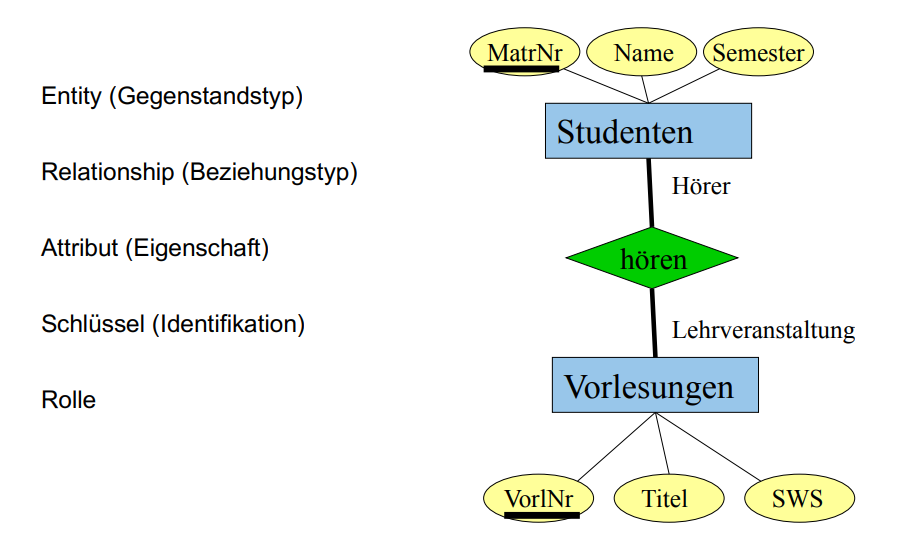 Entity (Gegenstandstyp)
Relationship (Beziehungstyp)
Attribut (Eigenschaft)
Schlüssel (Identifikation)
Rolle
MatrNr
Name
Semester
Studenten
Hörer
hören
Lehrveranstaltung
Vorlesungen
VorlNr
Titel
SWS